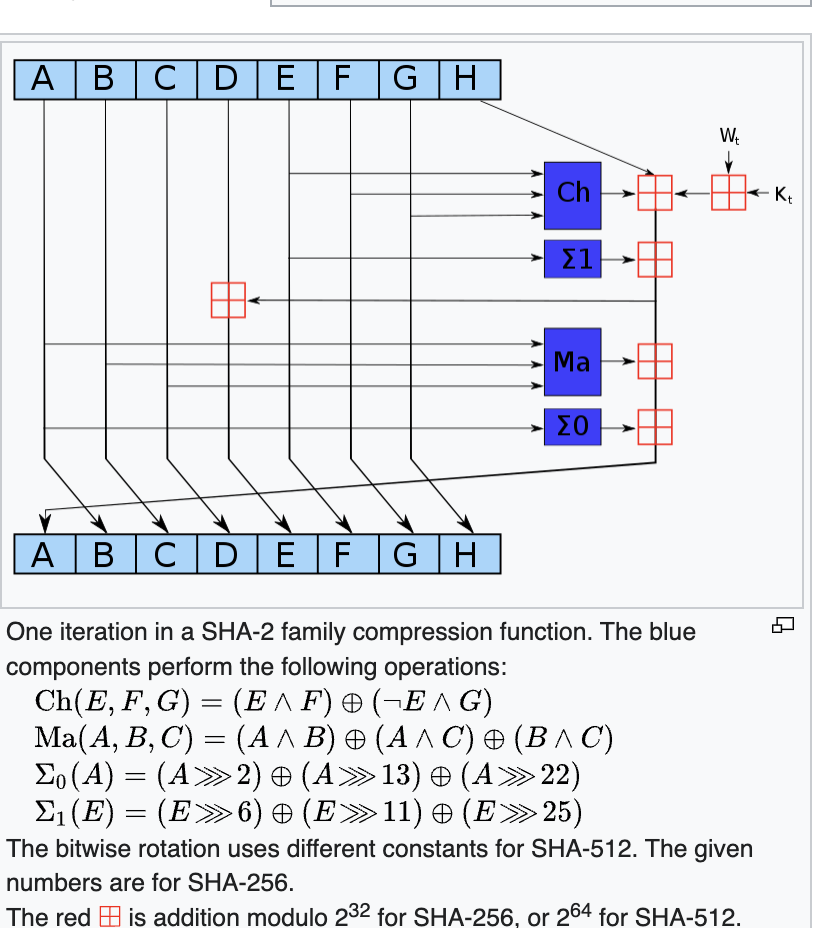 A B C D E F G H
Wₜ
Ch
Kₜ
Σ1
Ma
Σ0
A B C D E F G H
One iteration in a SHA-2 family compression function. The blue
components perform the following operations:
Ch(E, F, G) = (E ∧ F) ⊕ (¬E ∧ G)
Ma(A, B, C) = (A ∧ B) ⊕ (A ∧ C) ⊕ (B ∧ C)
Σ₀(A) = (A⋙2) ⊕ (A⋙13) ⊕ (A⋙22)
Σ₁(E) = (E⋙6) ⊕ (E⋙11) ⊕ (E⋙25)
The bitwise rotation uses different constants for SHA-512. The given
numbers are for SHA-256.
The red ⊞ is addition modulo 2³² for SHA-256, or 2⁶⁴ for SHA-512.